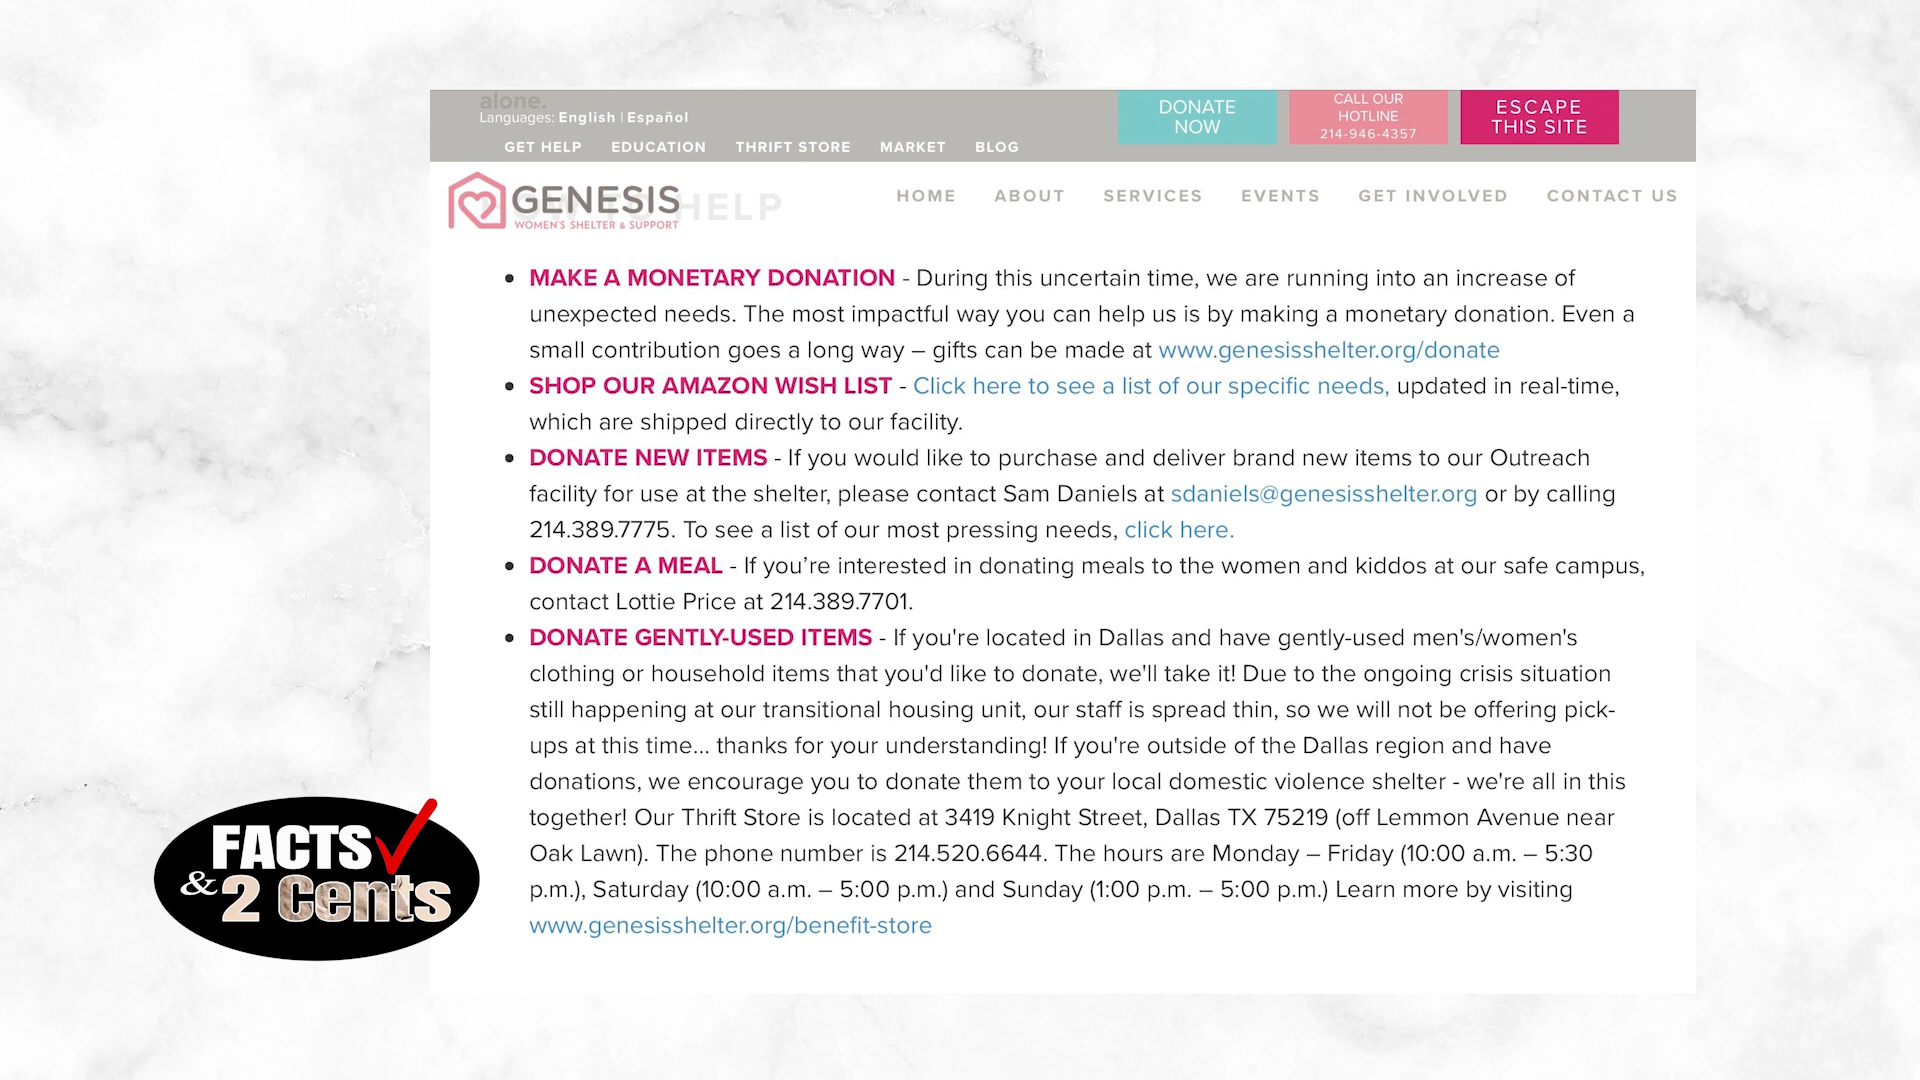 alone.
Languages: English | Español
GET HELP EDUCATION THRIFT STORE MARKET BLOG
DONATE NOW
CALL OUR HOTLINE 214-946-4357
ESCAPE THIS SITE
GENESIS
WOMEN'S SHELTER & SUPPORT
HELP
HOME ABOUT SERVICES EVENTS GET INVOLVED CONTACT US
• MAKE A MONETARY DONATION - During this uncertain time, we are running into an increase of
unexpected needs. The most impactful way you can help us is by making a monetary donation. Even a
small contribution goes a long way – gifts can be made at www.genesisshelter.org/donate
• SHOP OUR AMAZON WISH LIST - Click here to see a list of our specific needs, updated in real-time,
which are shipped directly to our facility.
• DONATE NEW ITEMS - If you would like to purchase and deliver brand new items to our Outreach
facility for use at the shelter, please contact Sam Daniels at sdaniels@genesisshelter.org or by calling
214.389.7775. To see a list of our most pressing needs, click here.
• DONATE A MEAL - If you’re interested in donating meals to the women and kiddos at our safe campus,
contact Lottie Price at 214.389.7701.
• DONATE GENTLY-USED ITEMS - If you're located in Dallas and have gently-used men's/women's
clothing or household items that you'd like to donate, we'll take it! Due to the ongoing crisis situation
still happening at our transitional housing unit, our staff is spread thin, so we will not be offering pick-
ups at this time... thanks for your understanding! If you're outside of the Dallas region and have
donations, we encourage you to donate them to your local domestic violence shelter - we're all in this
together! Our Thrift Store is located at 3419 Knight Street, Dallas TX 75219 (off Lemmon Avenue near
Oak Lawn). The phone number is 214.520.6644. The hours are Monday – Friday (10:00 a.m. – 5:30
p.m.), Saturday (10:00 a.m. – 5:00 p.m.) and Sunday (1:00 p.m. – 5:00 p.m.) Learn more by visiting
www.genesisshelter.org/benefit-store
FACTS
& 2 Cents